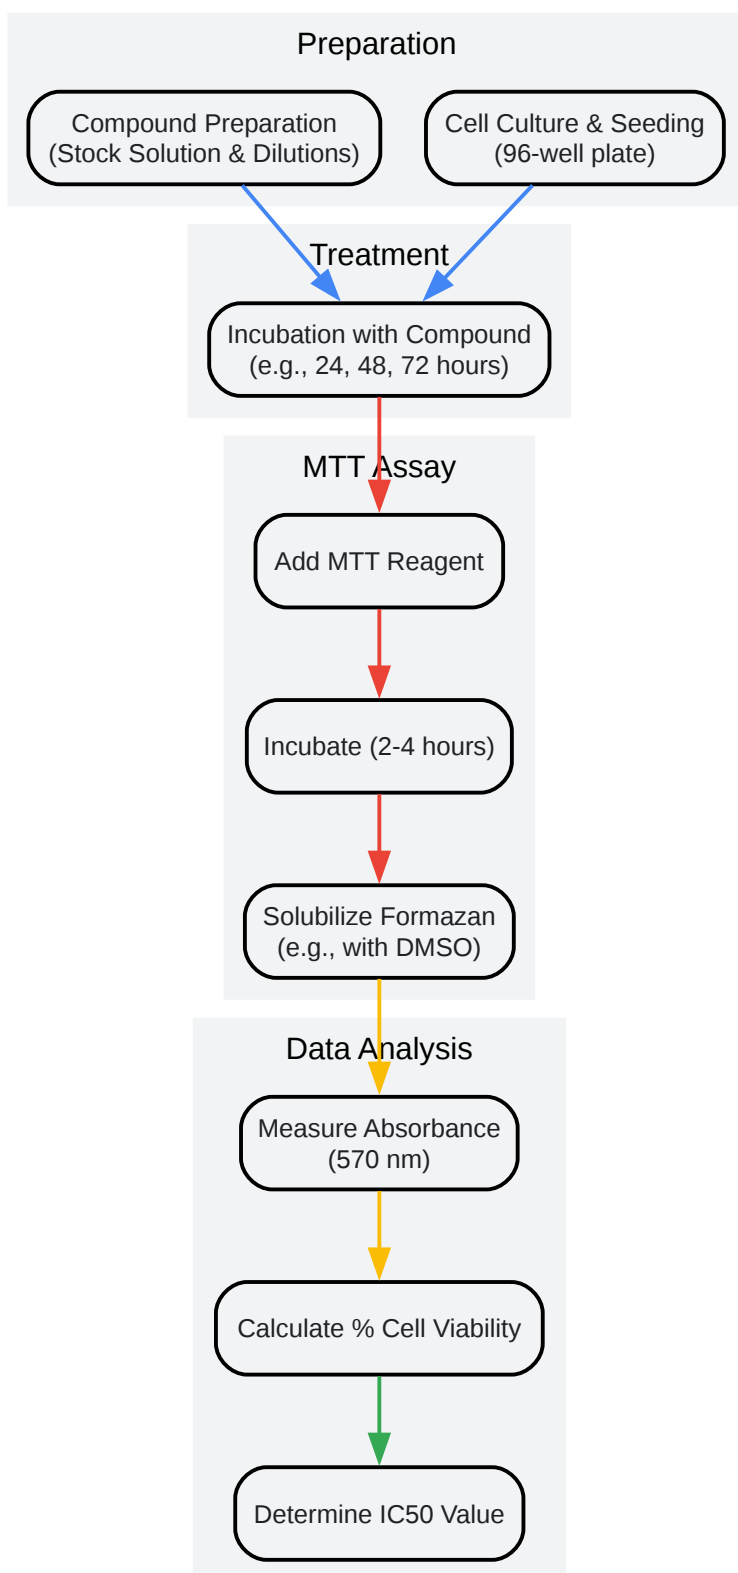 Preparation
Compound Preparation
(Stock Solution & Dilutions)
Cell Culture & Seeding
(96-well plate)
Treatment
Incubation with Compound
(e.g., 24, 48, 72 hours)
MTT Assay
Add MTT Reagent
Incubate (2-4 hours)
Solubilize Formazan
(e.g., with DMSO)
Data Analysis
Measure Absorbance
(570 nm)
Calculate % Cell Viability
Determine IC50 Value